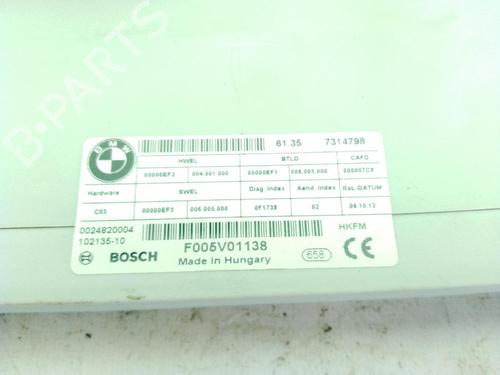 B-PARTS
BMW
61.35 7314798
HWEL BTLD CAFD
00000EF2 004.001.000 00000EF1 006.005.000 000007C8
Hardware SWEL Diag.Index Aend.Index GGL-DATUM
C03 00000EF3 006.005.000 0F1738 02 09.10.12
0024820004
102135-10 F005V01138 HKFM
BOSCH Made in Hungary 658 CE